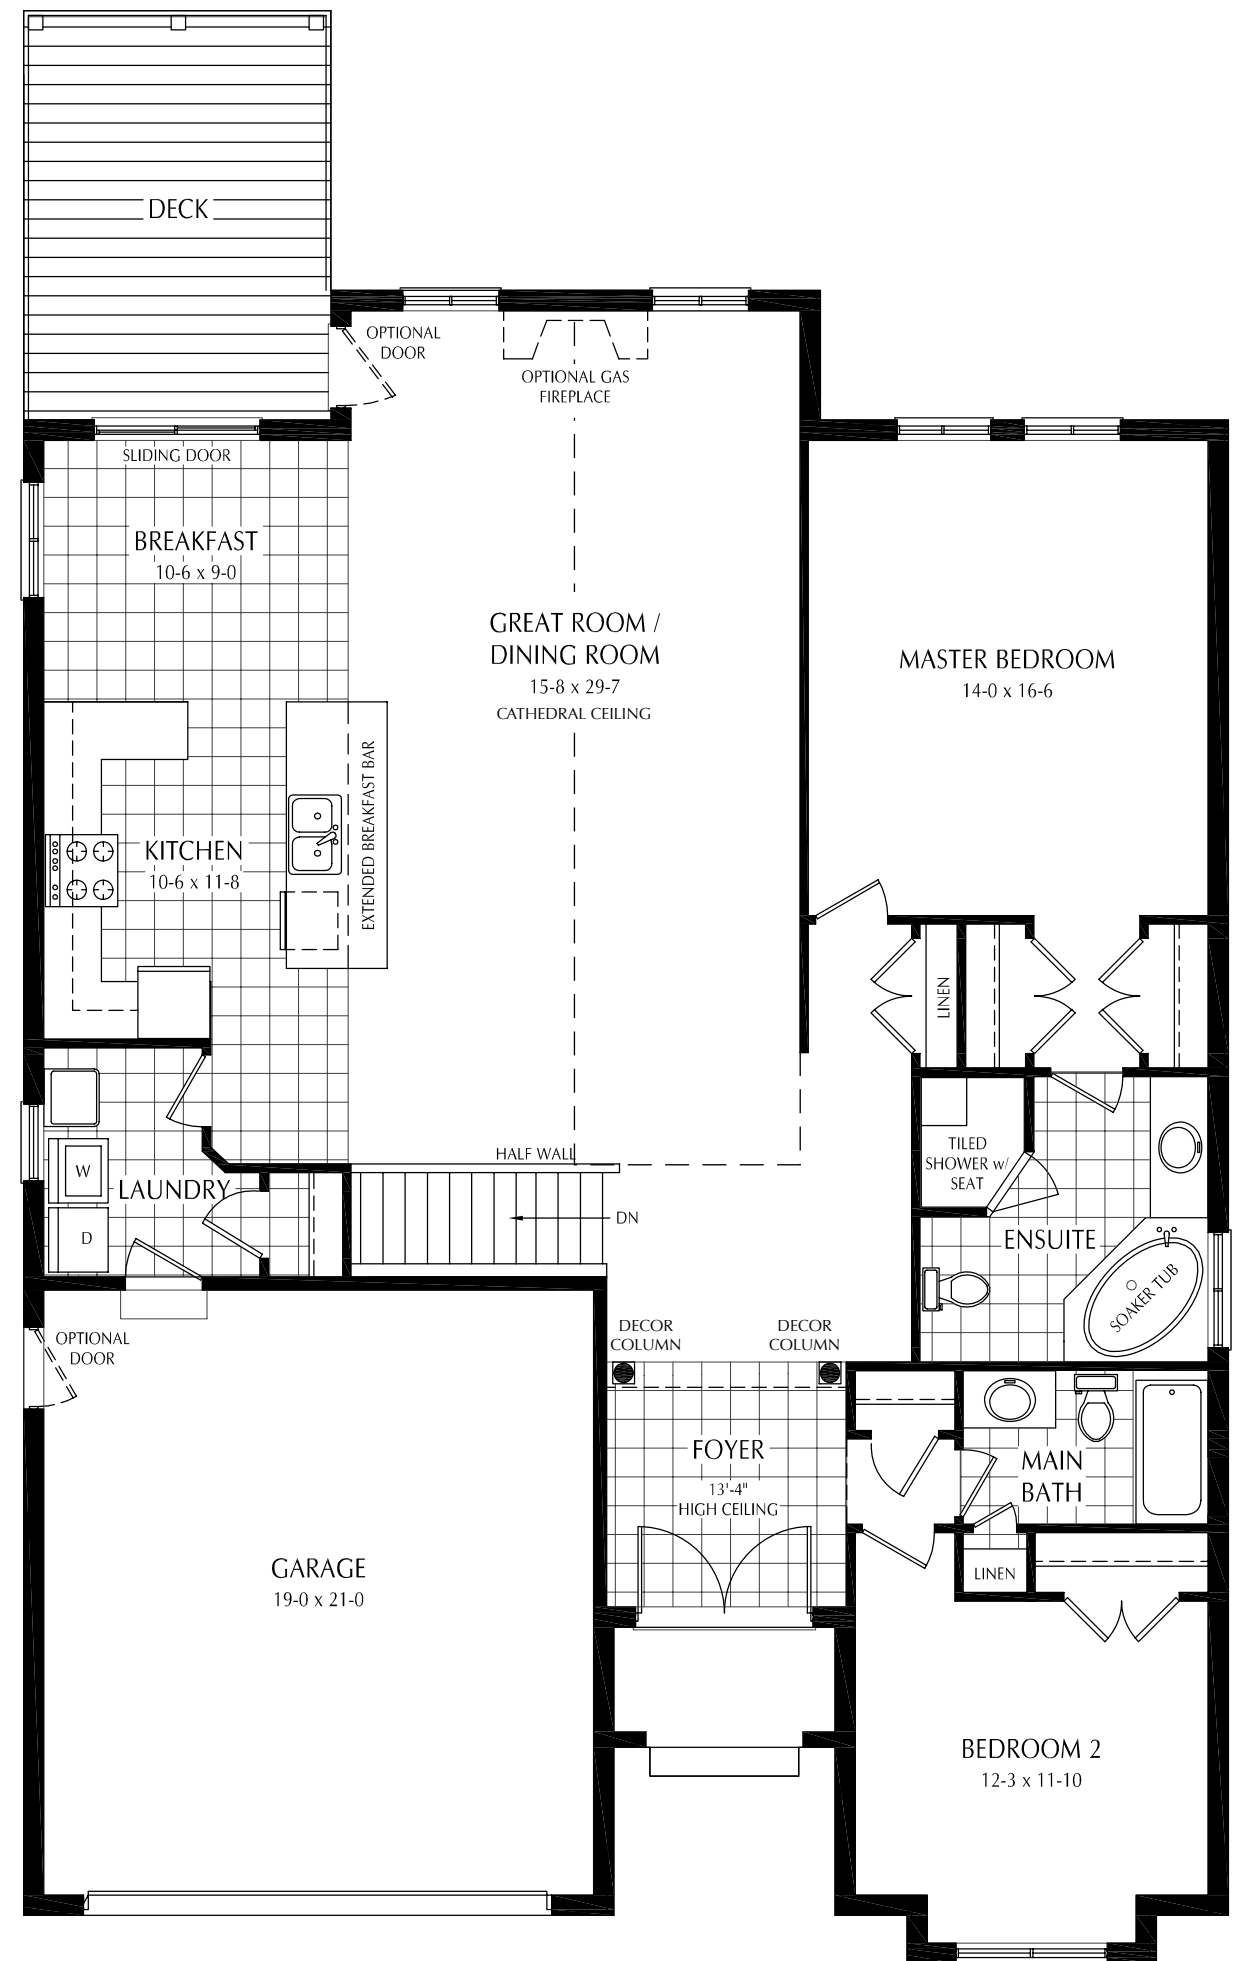 DECK
OPTIONAL
DOOR
OPTIONAL GAS
FIREPLACE
SLIDING DOOR
BREAKFAST
10-6 x 9-0
GREAT ROOM /
DINING ROOM
15-8 x 29-7
CATHEDRAL CEILING
MASTER BEDROOM
14-0 x 16-6
EXTENDED BREAKFAST BAR
KITCHEN
10-6 x 11-8
LINEN
HALF WALL
TILED
SHOWER w/
SEAT
W
LAUNDRY
D
DN
ENSUITE
SOAKER TUB
OPTIONAL
DOOR
DECOR
COLUMN
DECOR
COLUMN
FOYER
13'-4"
HIGH CEILING
MAIN
BATH
LINEN
GARAGE
19-0 x 21-0
BEDROOM 2
12-3 x 11-10